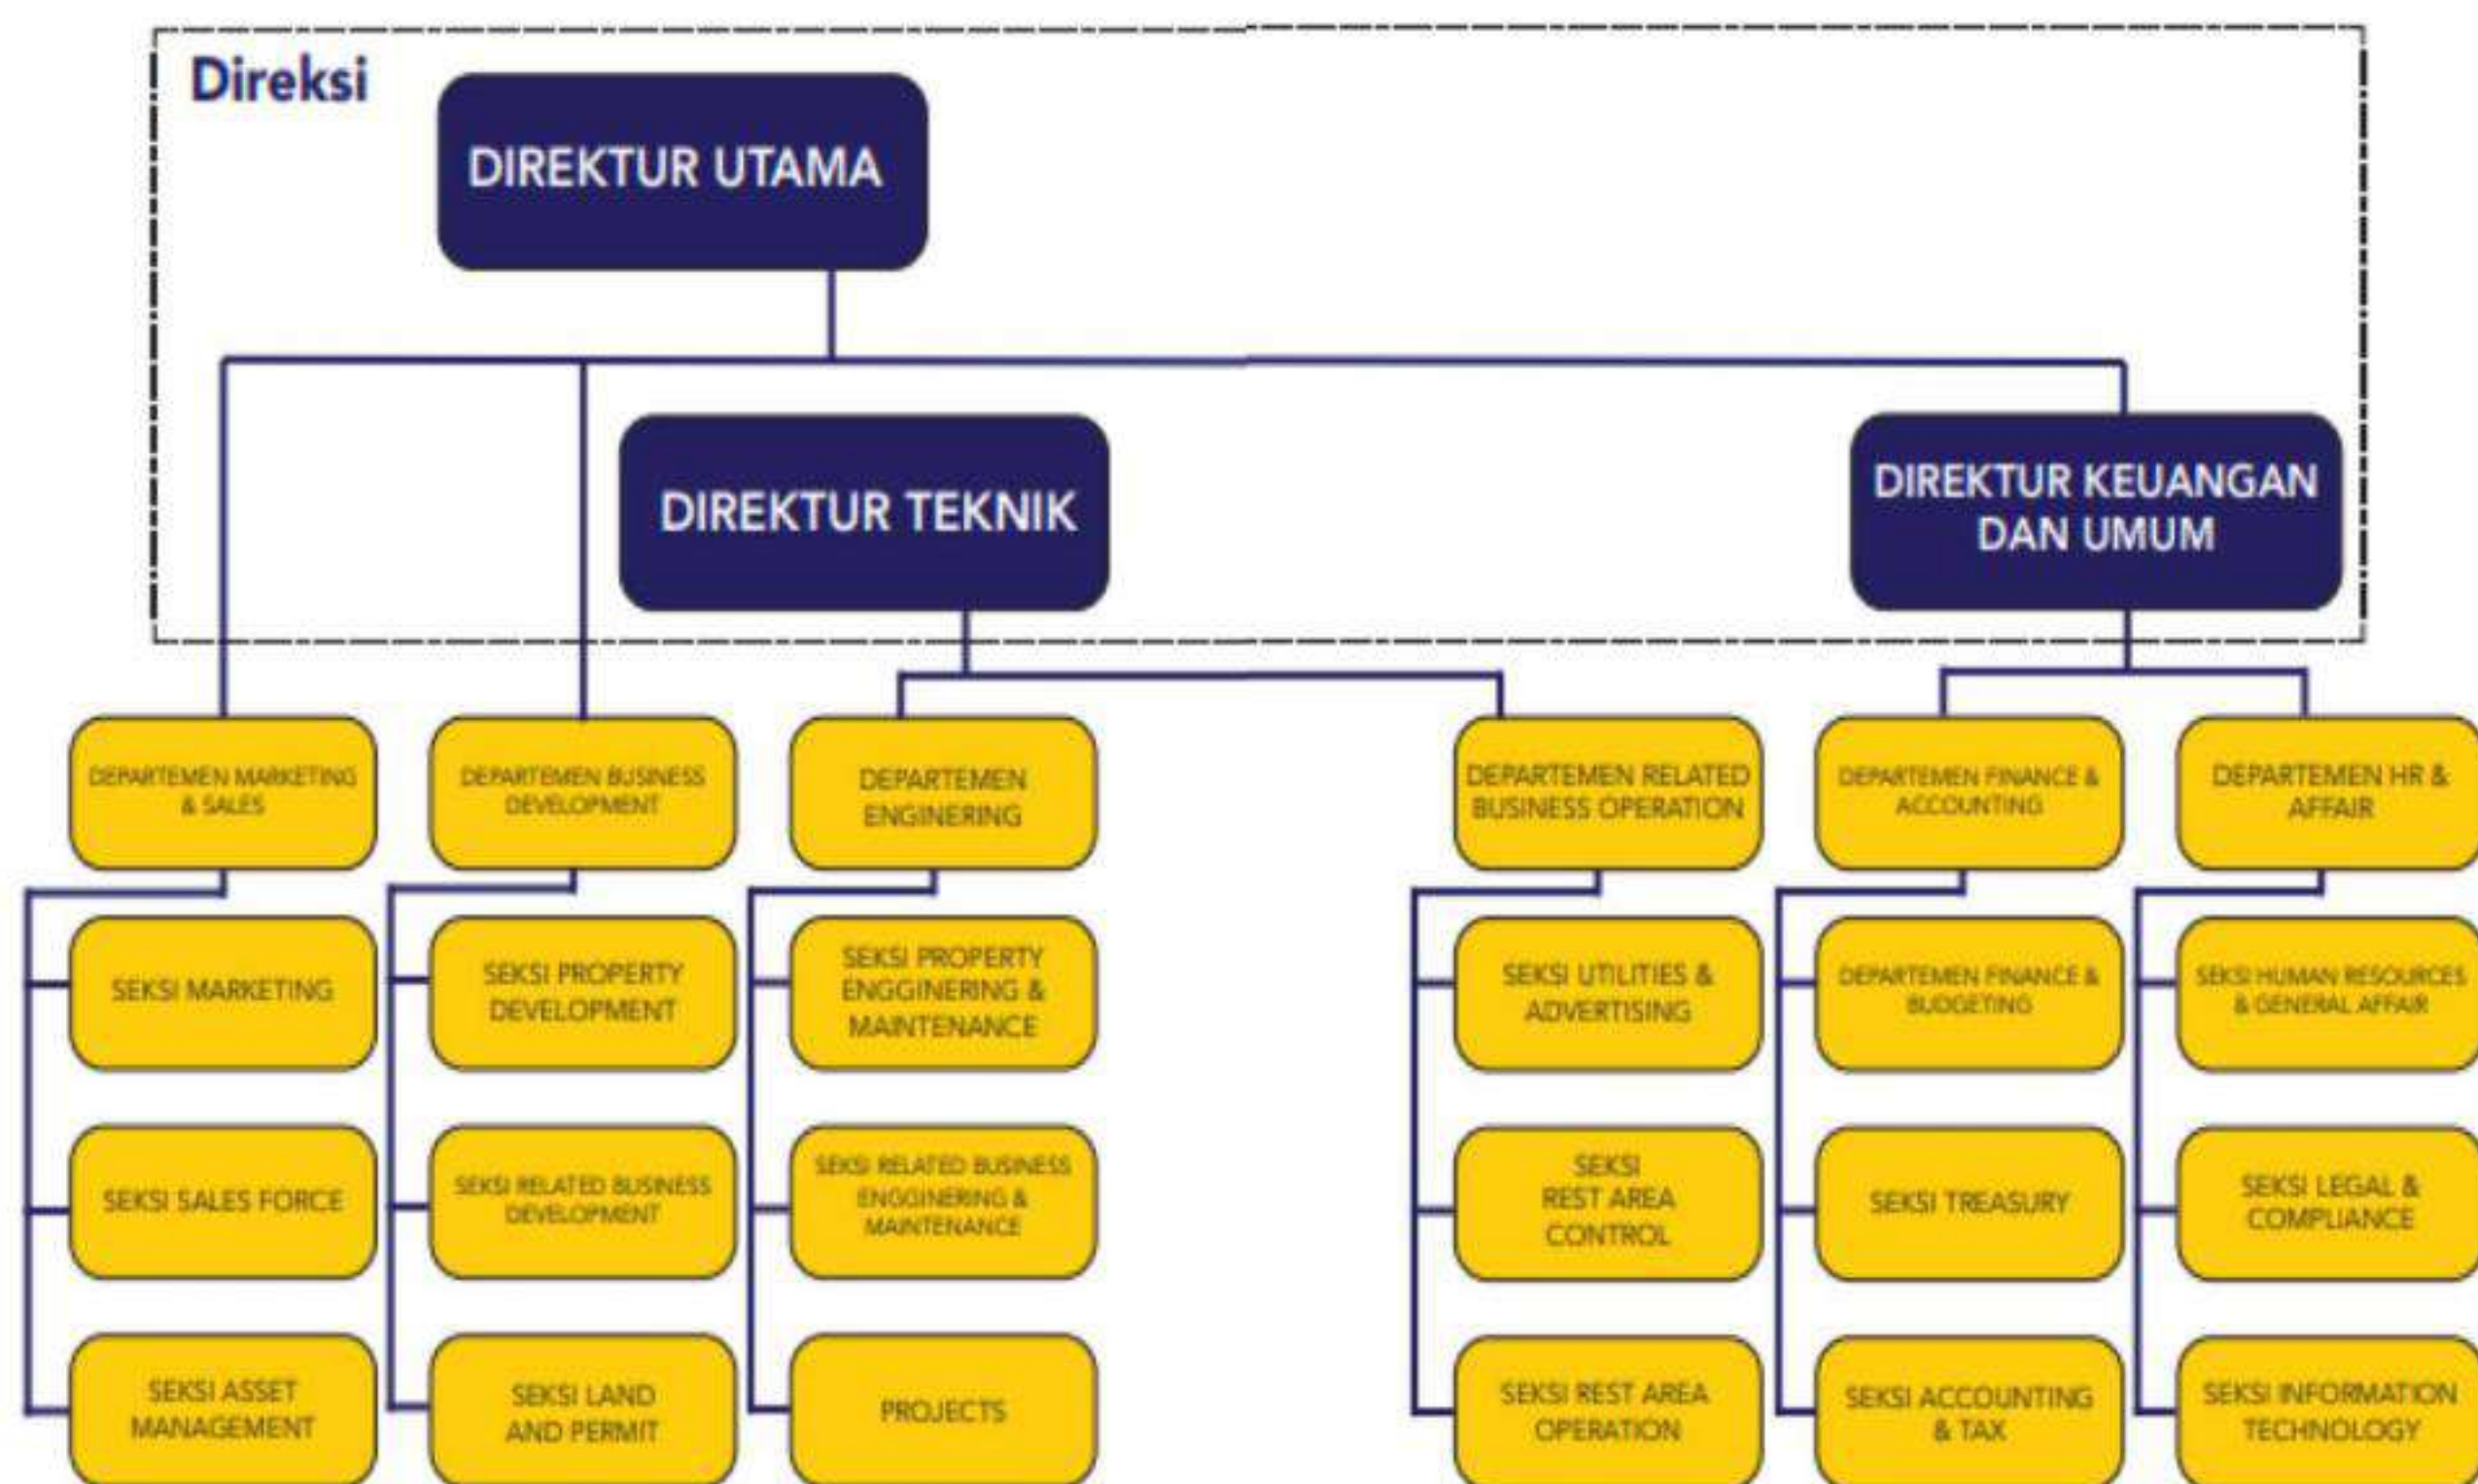 Direksi
DIREKTUR UTAMA
DIREKTUR TEKNIK
DIREKTUR KEUANGAN
DAN UMUM
DEPARTEMEN MARKETING
& SALES
DEPARTEMEN BUSINESS
DEVELOPMENT
DEPARTEMEN
ENGINERING
DEPARTEMEN RELATED
BUSINESS OPERATION
DEPARTEMEN FINANCE &
ACCOUNTING
DEPARTEMEN HR &
AFFAIR
SEKSI MARKETING
SEKSI PROPERTY
DEVELOPMENT
SEKSI PROPERTY
ENGGINERING &
MAINTENANCE
SEKSI UTILITIES &
ADVERTISING
DEPARTEMEN FINANCE &
BUDGETING
SEKSI HUMAN RESOURCES
& GENERAL AFFAIR
SEKSI SALES FORCE
SEKSI RELATED BUSINESS
DEVELOPMENT
SEKSI RELATED BUSINESS
ENGGINERING &
MAINTENANCE
SEKSI
REST AREA
CONTROL
SEKSI TREASURY
SEKSI LEGAL &
COMPLIANCE
SEKSI ASSET
MANAGEMENT
SEKSI LAND
AND PERMIT
PROJECTS
SEKSI REST AREA
OPERATION
SEKSI ACCOUNTING
& TAX
SEKSI INFORMATION
TECHNOLOGY